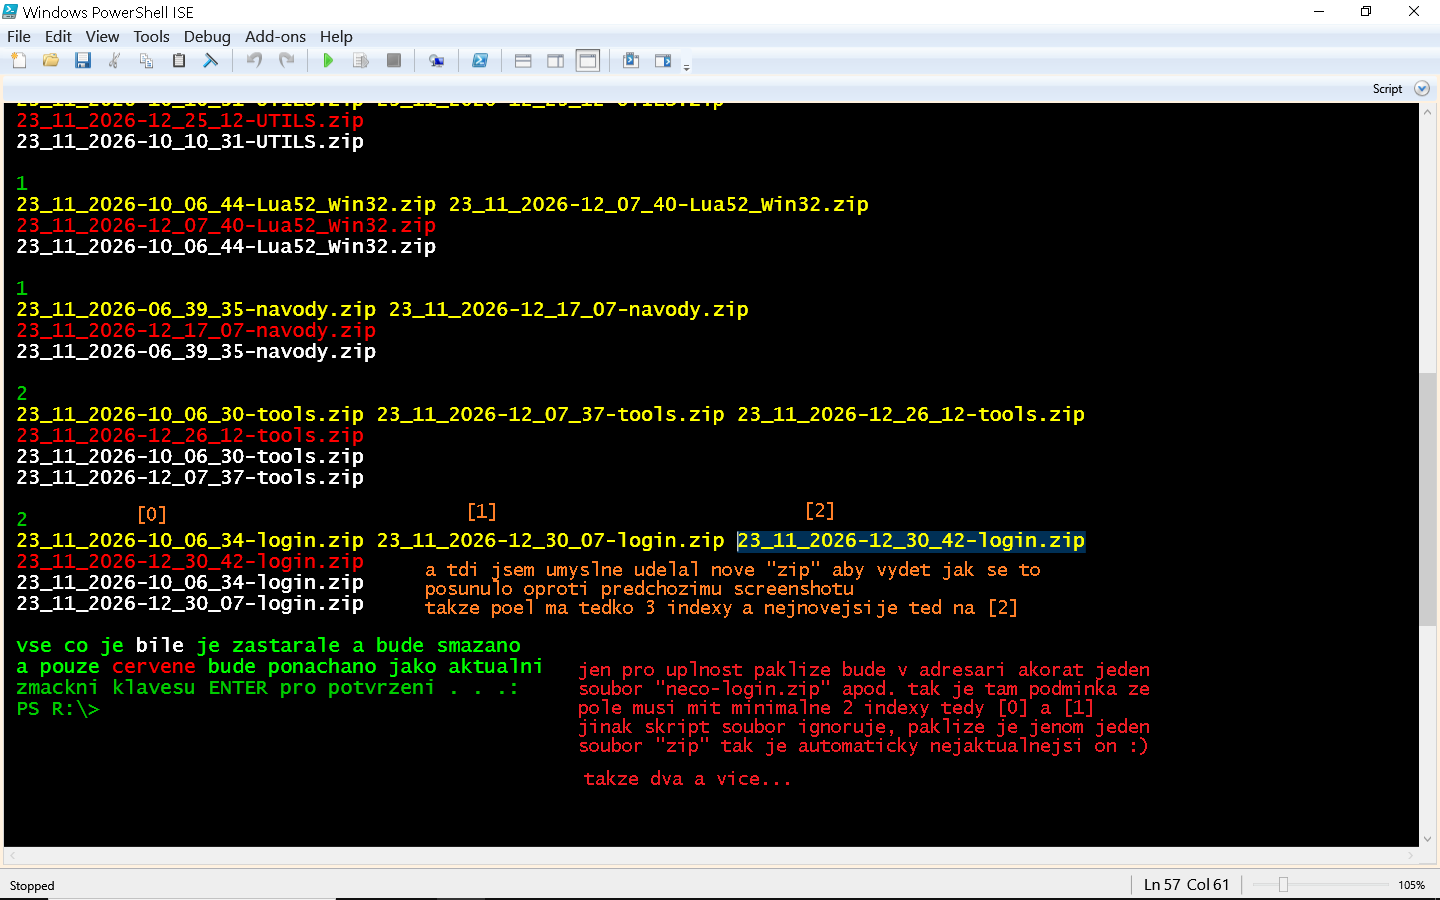 Windows PowerShell ISE
File Edit View Tools Debug Add-ons Help
Script
23_11_2026-10_10_31-UTILS.zip 23_11_2026-12_25_12-UTILS.zip
23_11_2026-12_25_12-UTILS.zip
23_11_2026-10_10_31-UTILS.zip
1
23_11_2026-10_06_44-Lua52_Win32.zip 23_11_2026-12_07_40-Lua52_Win32.zip
23_11_2026-12_07_40-Lua52_Win32.zip
23_11_2026-10_06_44-Lua52_Win32.zip
1
23_11_2026-06_39_35-navody.zip 23_11_2026-12_17_07-navody.zip
23_11_2026-12_17_07-navody.zip
23_11_2026-06_39_35-navody.zip
2
23_11_2026-10_06_30-tools.zip 23_11_2026-12_07_37-tools.zip 23_11_2026-12_26_12-tools.zip
23_11_2026-12_26_12-tools.zip
23_11_2026-10_06_30-tools.zip
23_11_2026-12_07_37-tools.zip
2 [0] [1] [2]
23_11_2026-10_06_34-login.zip 23_11_2026-12_30_07-login.zip 23_11_2026-12_30_42-login.zip
23_11_2026-12_30_42-login.zip
23_11_2026-10_06_34-login.zip
23_11_2026-12_30_07-login.zip
a tdi jsem umyslne udelal nove "zip" aby vydet jak se to
posunulo oproti predchozimu screenshotu
takze poel ma tedko 3 indexy a nejnovejsi je ted na [2]
vse co je bile je zastarale a bude smazano
a pouze cervene bude ponachano jako aktualni
zmackni klavesu ENTER pro potvrzeni . . .:
PS R:\>
jen pro uplnost paklize bude v adresari akorat jeden
soubor "neco-login.zip" apod. tak je tam podminka ze
pole musi mit minimalne 2 indexy tedy [0] a [1]
jinak skript soubor ignoruje, paklize je jenom jeden
soubor "zip" tak je automaticky nejaktualnejsi on :)
takze dva a vice...
Stopped
Ln 57 Col 61
105%